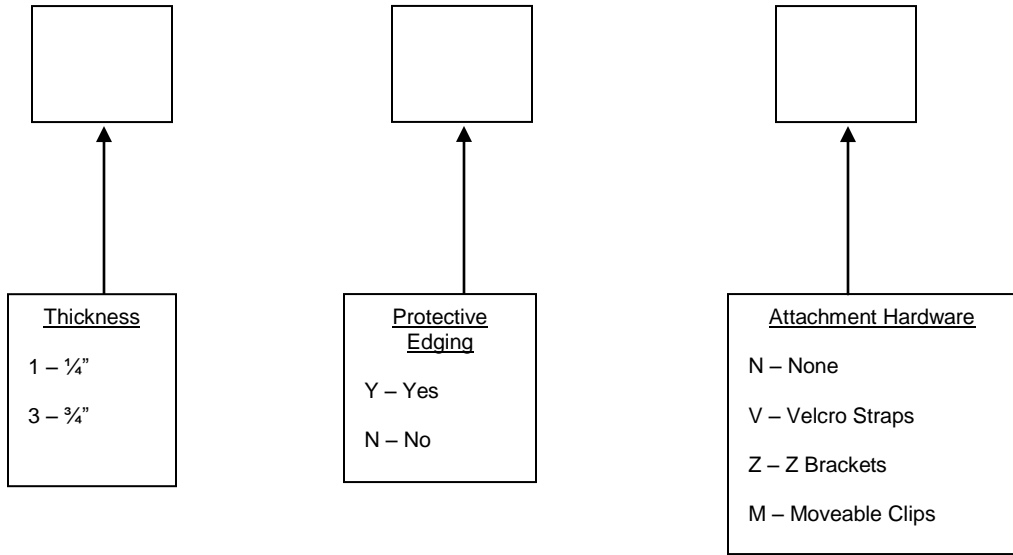 Thickness
1 – ¼”
3 – ¾”
Protective
Edging
Y – Yes
N – No
Attachment Hardware
N – None
V – Velcro Straps
Z – Z Brackets
M – Moveable Clips